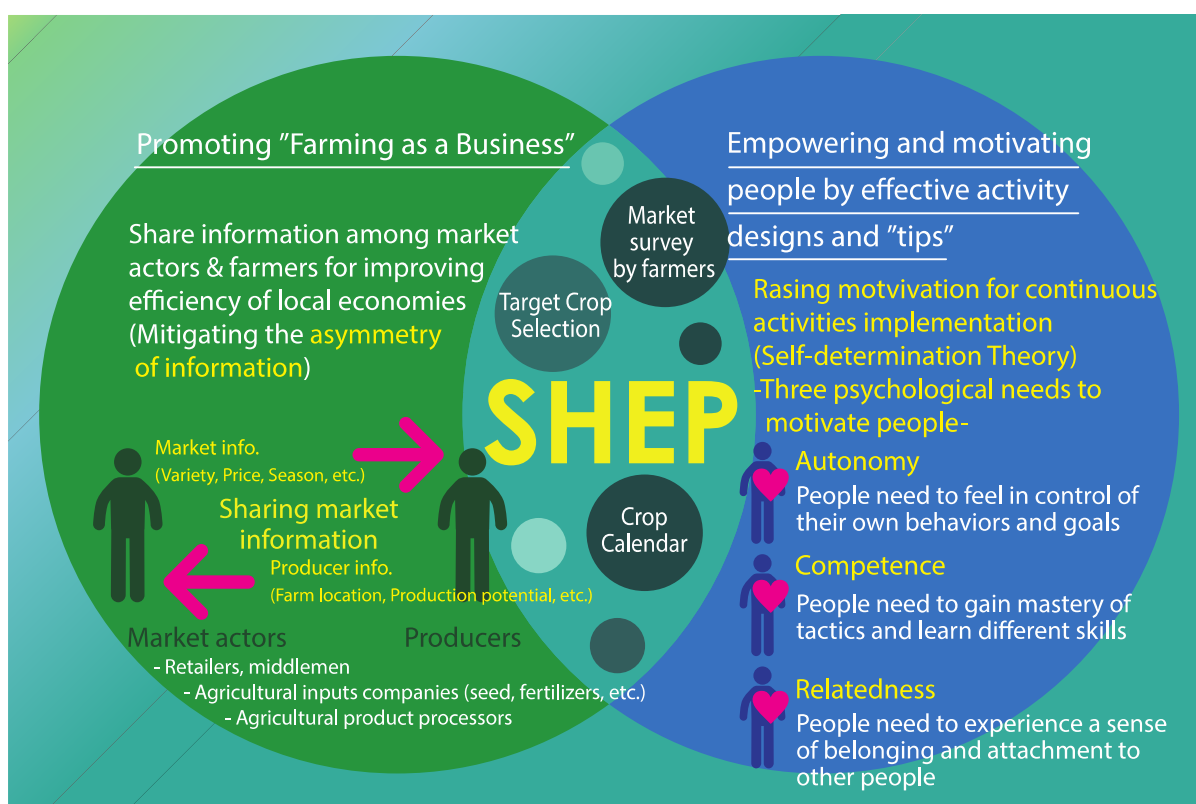 Promoting "Farming as a Business"
Share information among market
actors & farmers for improving
efficiency of local economies
(Mitigating the asymmetry
of information)
Market info.
(Variety, Price, Season, etc.)
Sharing market
information
Producer info.
(Farm location, Production potential, etc.)
Market actors
Producers
- Retailers, middlemen
- Agricultural inputs companies (seed, fertilizers, etc.)
- Agricultural product processors
Market
survey
by farmers
Target Crop
Selection
SHEP
Crop
Calendar
Empowering and motivating
people by effective activity
designs and "tips"
Rasing motvivation for continuous
activities implementation
(Self-determination Theory)
-Three psychological needs to
motivate people-
Autonomy
People need to feel in control of
their own behaviors and goals
Competence
People need to gain mastery of
tactics and learn different skills
Relatedness
People need to experience a sense
of belonging and attachment to
other people